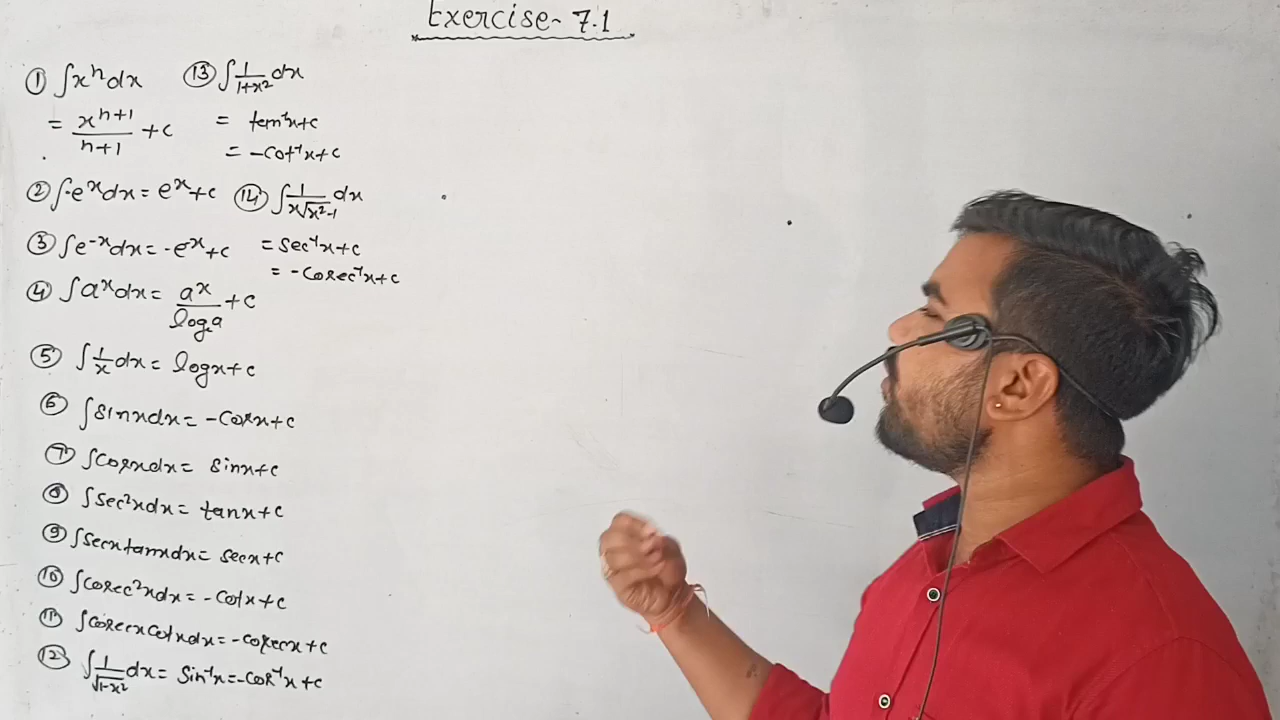 Exercise - 7.1
① ∫xⁿdx
= xⁿ⁺¹/n+1 + c
② ∫eˣdx = eˣ+c
③ ∫e⁻ˣdx = -eˣ+c
④ ∫aˣdx = aˣ/logₑa + c
⑤ ∫1/x dx = logx+c
⑥ ∫sinxdx = -cosx+c
⑦ ∫cosxdx = sinx+c
⑧ ∫sec²xdx = tanx+c
⑨ ∫secxtanxdx = secx+c
⑩ ∫cosec²xdx = -cotx+c
⑪ ∫cosecxcotxdx = -cosecx+c
⑫ ∫1/√1-x² dx = sin⁻¹x = -cos⁻¹x+c
⑬ ∫1/1+x² dx
= tan⁻¹x+c
= -cot⁻¹x+c
⑭ ∫1/x√x²-1 dx
= sec⁻¹x+c
= -cosec⁻¹x+c